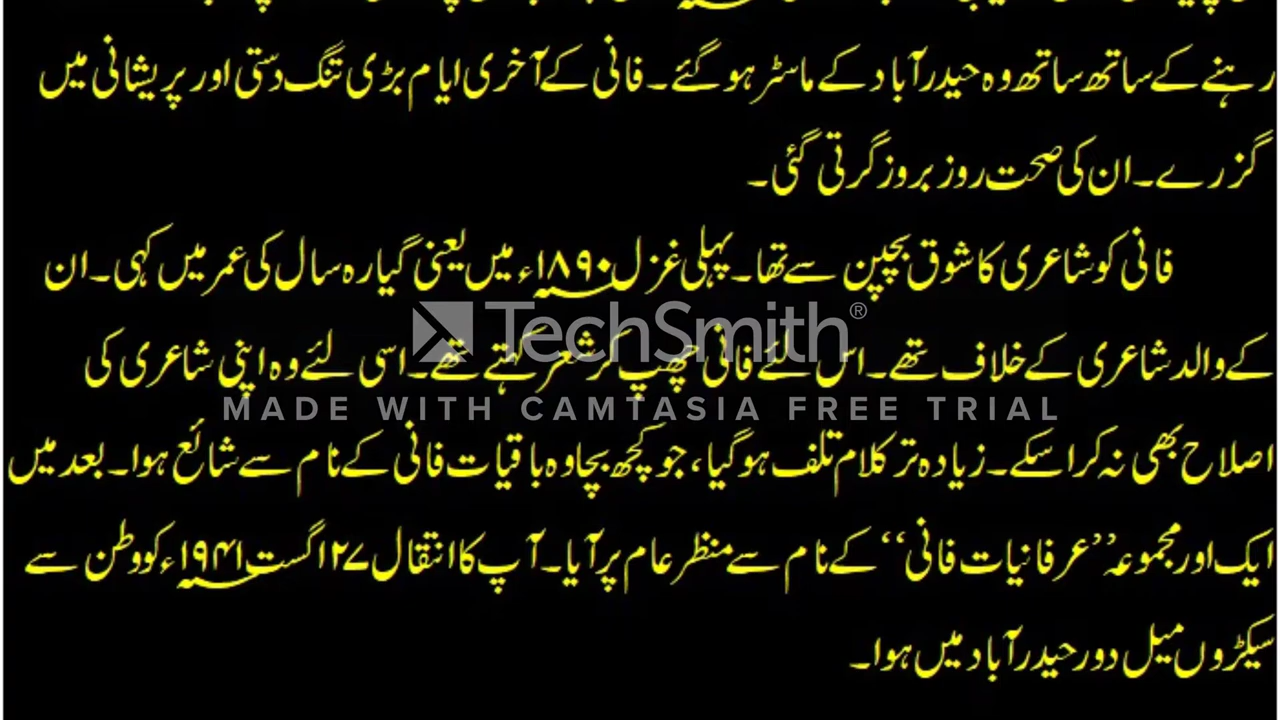 رہنے کے ساتھ ساتھ وہ حیدرآباد کے ماسٹر ہوگئے۔ فانی کے آخری ایام بڑی تنگ دستی اور پریشانی میں
گزرے۔ ان کی صحت روز بروز گرتی گئی۔
فانی کو شاعری کا شوق بچپن سے تھا۔ پہلی غزل ۱۸۹۰ء میں یعنی گیارہ سال کی عمر میں کہی۔ ان
TechSmith®
کے والد شاعری کے خلاف تھے۔ اس لئے فانی چھپ کر شعر کہتے تھے۔ اسی لئے وہ اپنی شاعری کی
MADE WITH CAMTASIA FREE TRIAL
اصلاح بھی نہ کرا سکے۔ زیادہ تر کلام تلف ہوگیا، جو کچھ بچا وہ باقیات فانی کے نام سے شائع ہوا۔ بعد میں
ایک اور مجموعہ ’’عرفانیات فانی‘‘ کے نام سے منظر عام پر آیا۔ آپ کا انتقال ۲۷ اگست ۱۹۴۱ء کو وطن سے
سیکڑوں میل دور حیدرآباد میں ہوا۔